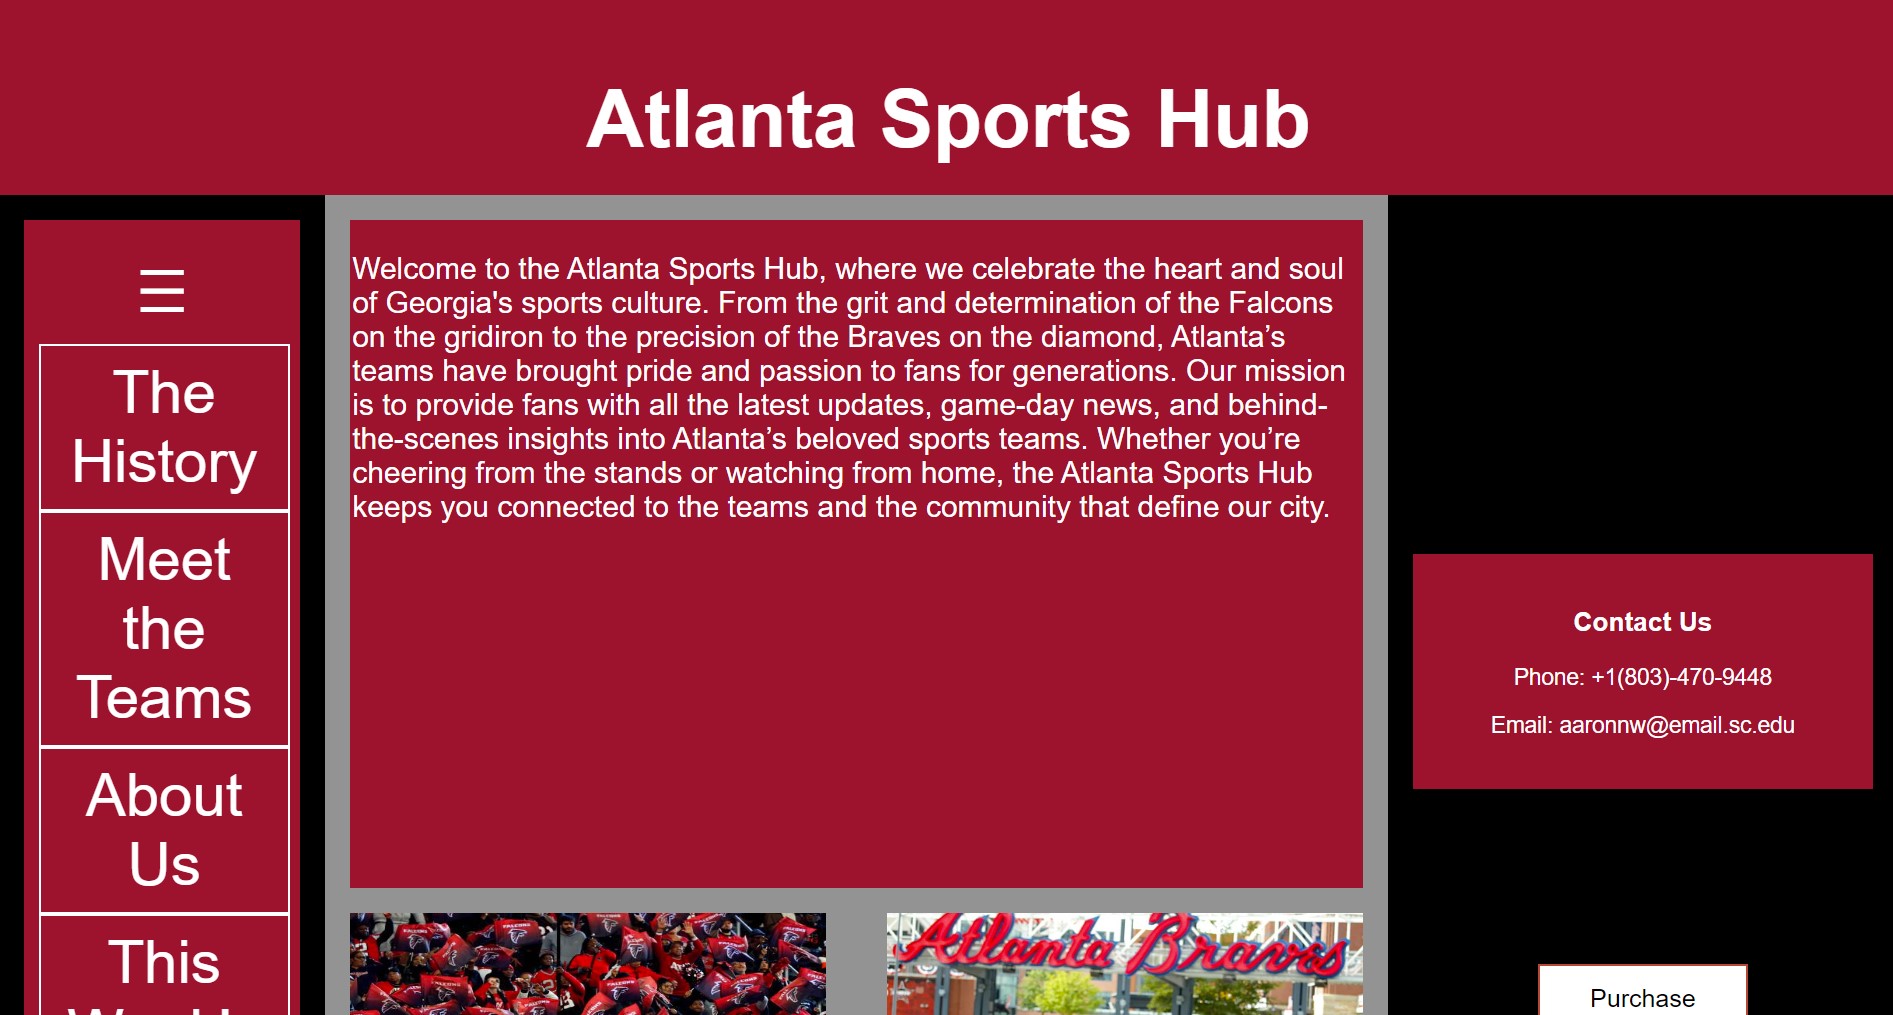 Atlanta Sports Hub
☰
The
History
Meet
the
Teams
About
Us
This
Welcome to the Atlanta Sports Hub, where we celebrate the heart and soul
of Georgia's sports culture. From the grit and determination of the Falcons
on the gridiron to the precision of the Braves on the diamond, Atlanta’s
teams have brought pride and passion to fans for generations. Our mission
is to provide fans with all the latest updates, game-day news, and behind-
the-scenes insights into Atlanta’s beloved sports teams. Whether you’re
cheering from the stands or watching from home, the Atlanta Sports Hub
keeps you connected to the teams and the community that define our city.
FALCONS
Atlanta Braves
Contact Us
Phone: +1(803)-470-9448
Email: aaronnw@email.sc.edu
Purchase